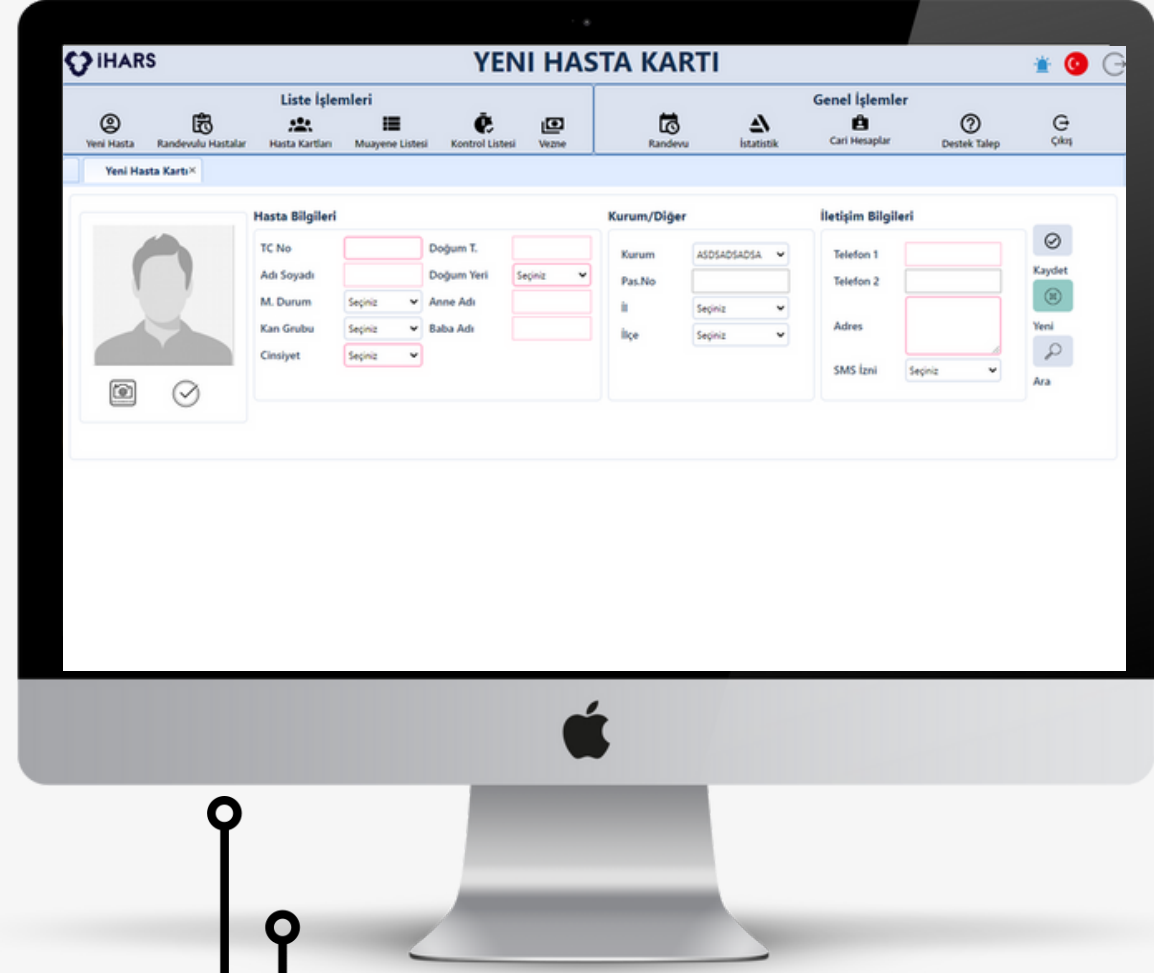 iHARS
YENI HASTA KARTI
Liste İşlemleri
Genel İşlemler
Yeni Hasta
Randevulu Hastalar
Hasta Kartları
Muayene Listesi
Kontrol Listesi
Vezne
Randevu
İstatistik
Cari Hesaplar
Destek Talep
Çıkış
Yeni Hasta Kartı×
Hasta Bilgileri
TC No
Doğum T.
Adı Soyadı
Doğum Yeri Seçiniz
M. Durum Seçiniz
Anne Adı
Kan Grubu Seçiniz
Baba Adı
Cinsiyet Seçiniz
Kurum/Diğer
Kurum ASDSADSADSA
Pas.No
İl Seçiniz
İlçe Seçiniz
İletişim Bilgileri
Telefon 1
Telefon 2
Adres
SMS İzni Seçiniz
Kaydet
Yeni
Ara